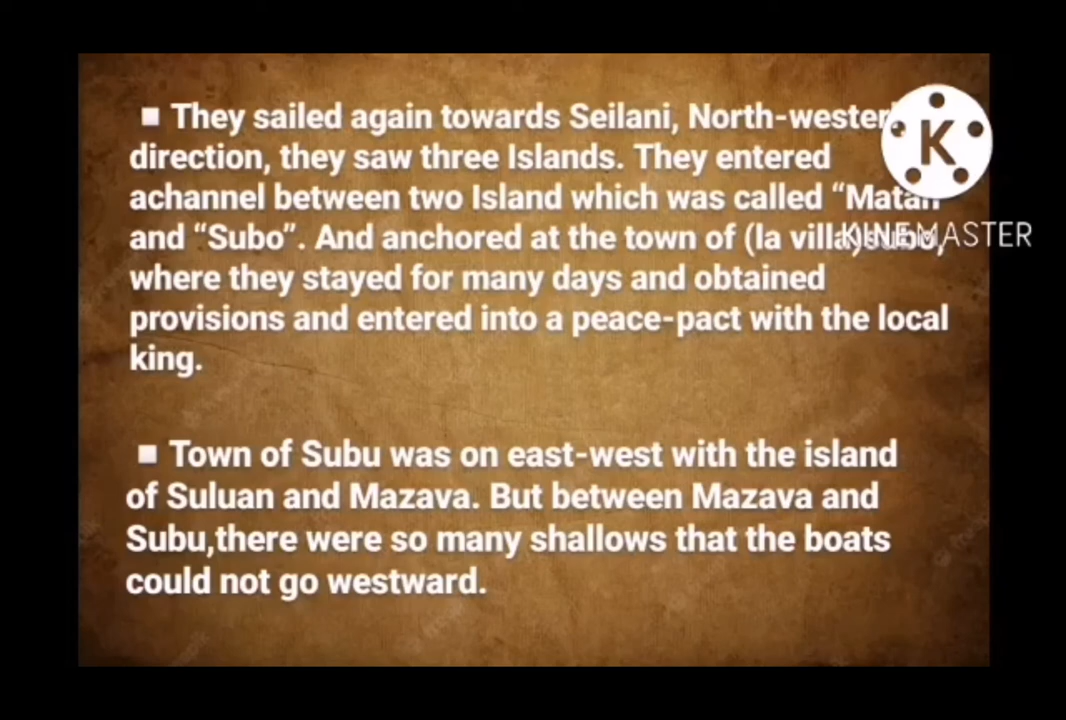 ■ They sailed again towards Seilani, North-wester
direction, they saw three Islands. They entered
achannel between two Island which was called “Matan
and “Subo”. And anchored at the town of (la villa)subo,
where they stayed for many days and obtained
provisions and entered into a peace-pact with the local
king.
■ Town of Subu was on east-west with the island
of Suluan and Mazava. But between Mazava and
Subu,there were so many shallows that the boats
could not go westward.
K
KINEMASTER